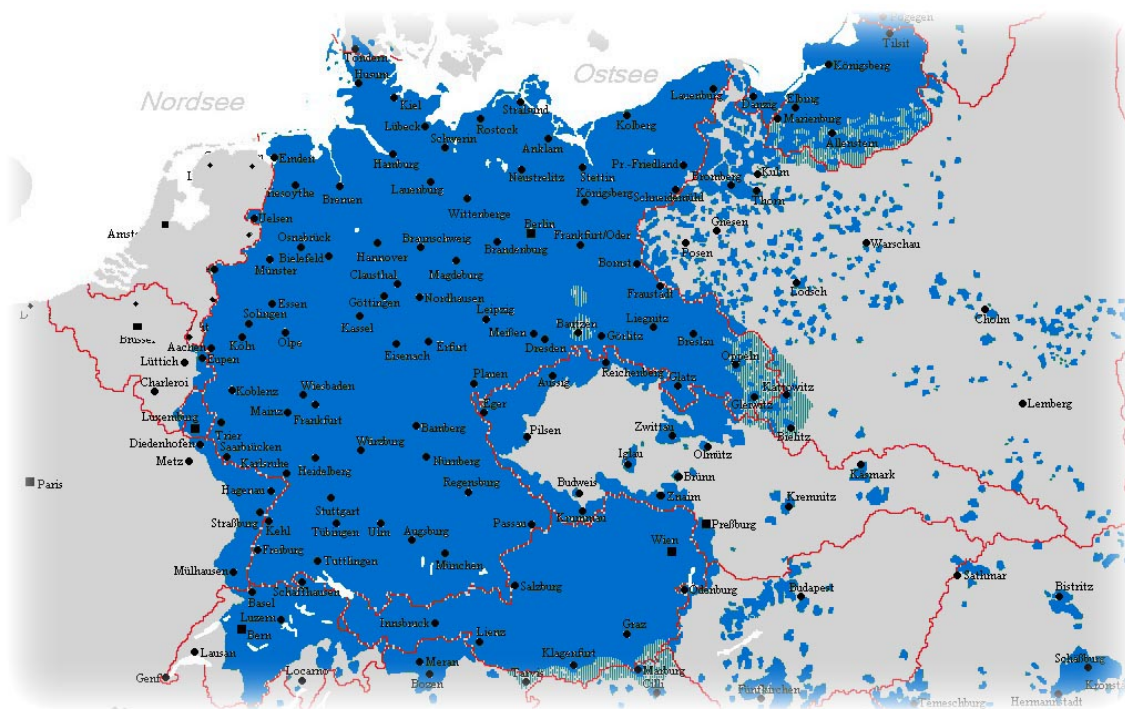 Tilsit
Königsberg
Ostsee
Nordsee
Tondern
Husum
Kiel
Stralsund
Lauenburg
Danzig
Elbing
Marienburg
Allenstein
Lübeck
Rostock
Kolberg
Schwerin
Anklam
Hamburg
Emden
Neustrelitz
Stettin
Pr.-Friedland
Bromberg
Kulm
Thorn
Schneidemühl
Bremen
Lauenburg
Wittenberge
Königsberg
Uelsen
Amst
Osnabrück
Braunschweig
Berlin
Gnesen
Hannover
Brandenburg
Frankfurt/Oder
Posen
Warschau
Münster
Bielefeld
Magdeburg
Bomst
Clausthal
Fraustadt
Lodsch
Essen
Göttingen
Nordhausen
Cholm
Solingen
Kassel
Leipzig
Liegnitz
Brüssel
Köln
Olpe
Meißen
Bautzen
Görlitz
Breslau
Aachen
Eisenach
Erfurt
Dresden
Eupen
Lüttich
Oppeln
Reichenberg
Charleroi
Koblenz
Wiesbaden
Plauen
Aussig
Glatz
Kattowitz
Gleiwitz
Lemberg
Luxemburg
Mainz
Frankfurt
Eger
Trier
Bamberg
Pilsen
Zwittau
Bielitz
Diedenhofen
Saarbrücken
Würzburg
Olmütz
Metz
Karlsruhe
Heidelberg
Nürnberg
Iglau
Käsmark
Paris
Hagenau
Regensburg
Budweis
Brünn
Znaim
Kremnitz
Stuttgart
Krummau
Straßburg
Kehl
Tübingen
Ulm
Augsburg
Passau
Preßburg
Freiburg
Wien
Tuttlingen
München
Mülhausen
Salzburg
Ödenburg
Budapest
Sathmar
Bistritz
Basel
Schaffhausen
Luzern
Bern
Innsbruck
Lienz
Graz
Lausan
Klagenfurt
Meran
Marburg
Schäßburg
Genf
Locarno
Bozen
Tarvis
Cilli
Fünfkirchen
Temeschburg
Hermannstadt
Kronsta